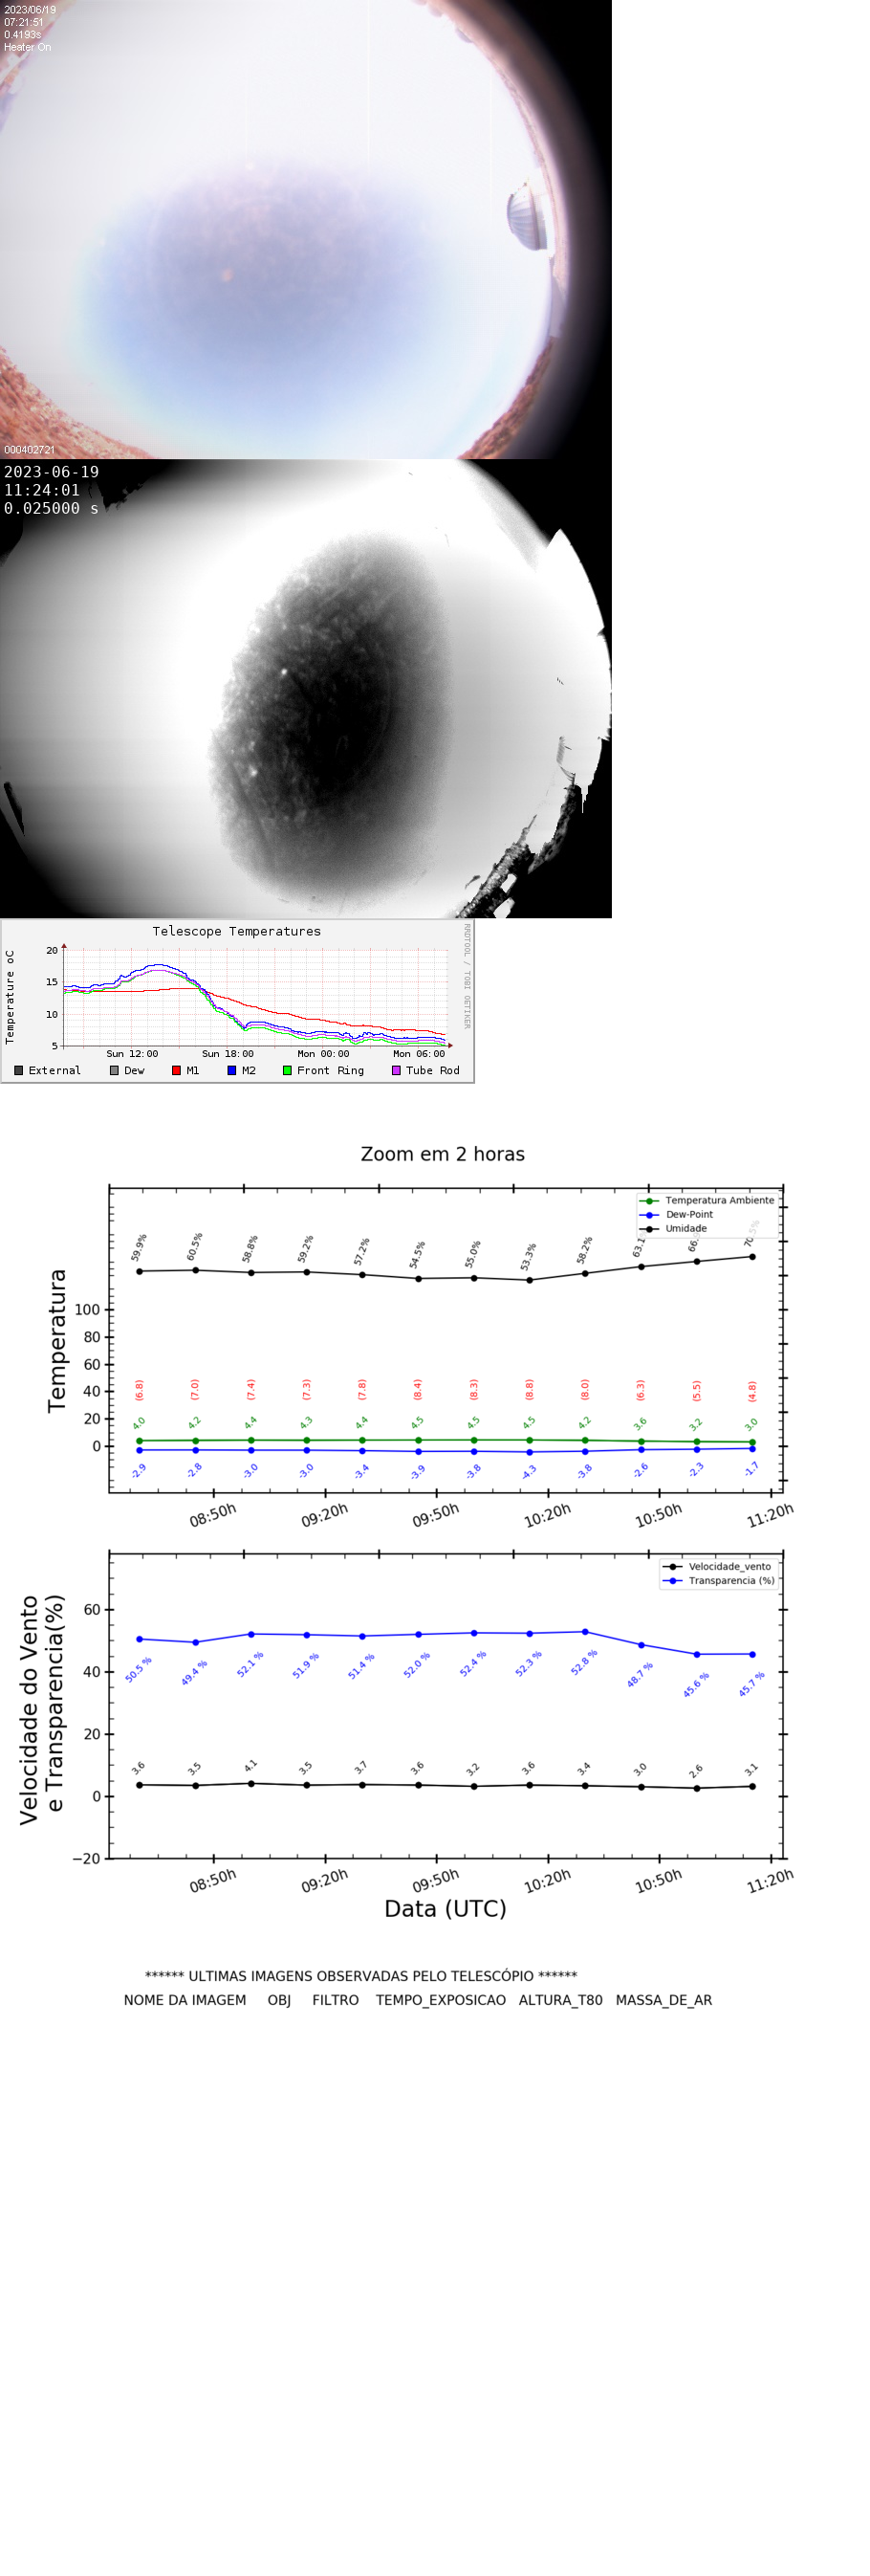 2023/06/19
07:21:51
0.4193s
Heater On
000402721
2023-06-19
11:24:01
0.025000 s
Telescope Temperatures
RRDTOOL / TOBI OETIKER
Temperature oC
20
15
10
5
Sun 12:00 Sun 18:00 Mon 00:00 Mon 06:00
External Dew M1 M2 Front Ring Tube Rod
Zoom em 2 horas
Temperatura Ambiente
Dew-Point
Umidade
59.9% 60.5% 58.8% 59.2% 57.2% 54.5% 55.0% 53.3% 58.2%
Temperatura
100
80
60
40
20
0
(6.8) (7.0) (7.4) (7.3) (7.8) (8.4) (8.3) (8.8) (8.0) (6.3) (5.5) (4.8)
4.0 4.2 4.4 4.3 4.4 4.5 4.5 4.5 4.2 3.6 3.2 3.0
-2.9 -2.8 -3.0 -3.0 -3.4 -3.9 -3.8 -4.3 -3.8 -2.6 -2.3 -1.7
08:50h 09:20h 09:50h 10:20h 10:50h 11:20h
Velocidade_vento
Transparencia (%)
Velocidade do Vento
e Transparencia(%)
60
40
20
0
−20
50.5 % 49.4 % 52.1 % 51.9 % 51.4 % 52.0 % 52.4 % 52.3 % 52.8 % 48.7 % 45.6 % 45.7 %
3.6 3.5 4.1 3.5 3.7 3.6 3.2 3.6 3.4 3.0 2.6 3.1
08:50h 09:20h 09:50h 10:20h 10:50h 11:20h
Data (UTC)
****** ULTIMAS IMAGENS OBSERVADAS PELO TELESCÓPIO ******
NOME DA IMAGEM OBJ FILTRO TEMPO_EXPOSICAO ALTURA_T80 MASSA_DE_AR